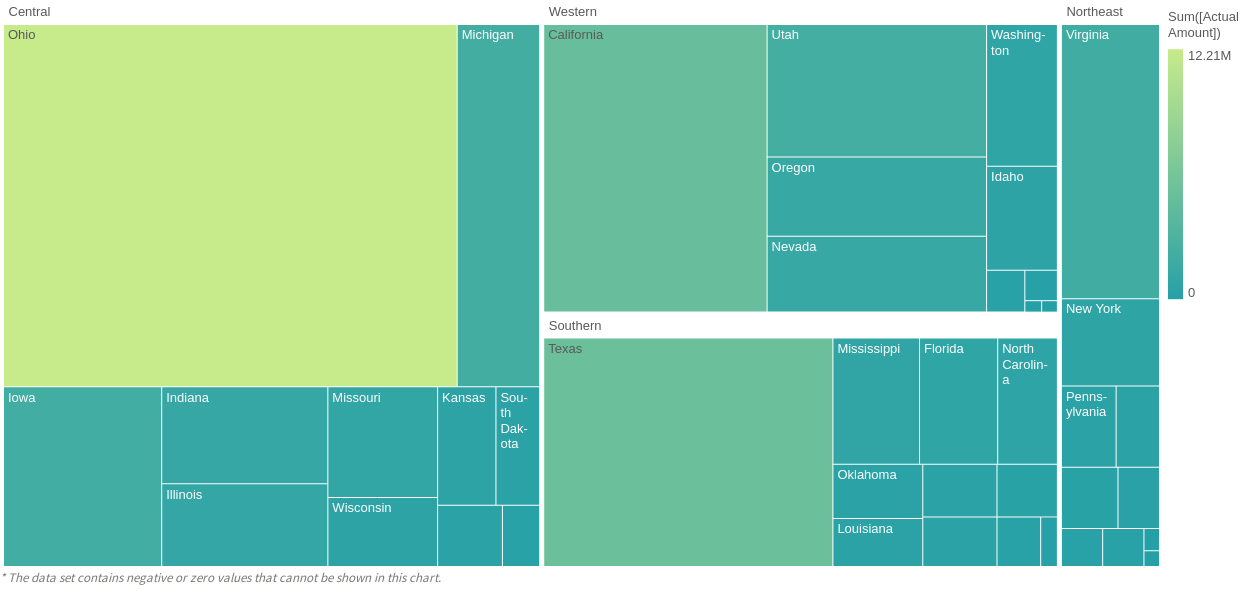 Central
Ohio
Michigan
Iowa
Indiana
Illinois
Missouri
Wisconsin
Kansas
Sou-
th
Dak-
ota
Western
California
Utah
Oregon
Nevada
Washing-
ton
Idaho
Southern
Texas
Mississippi
Florida
North
Carolin-
a
Oklahoma
Louisiana
Northeast
Virginia
New York
Penns-
ylvania
Sum([Actual
Amount])
12.21M
0
* The data set contains negative or zero values that cannot be shown in this chart.